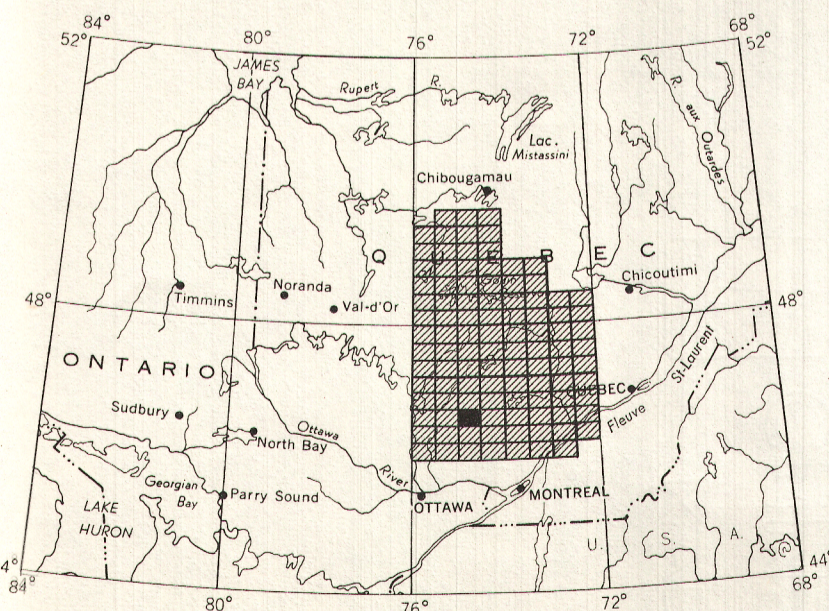 84°
80°
76°
72°
68°
52°
52°
JAMES
BAY
Rupert R.
R. aux Outardes
Lac.
Mistassini
Chibougamau
Q U E B E C
Gouin
Chicoutimi
Timmins
Noranda
Val-d'Or
48°
48°
ONTARIO
St-Laurent
Fleuve
QUEBEC
Sudbury
North Bay
Ottawa
River
Georgian
Bay
Parry Sound
OTTAWA
MONTREAL
LAKE
HURON
U. S. A.
4°
44°
84°
80°
76°
72°
68°